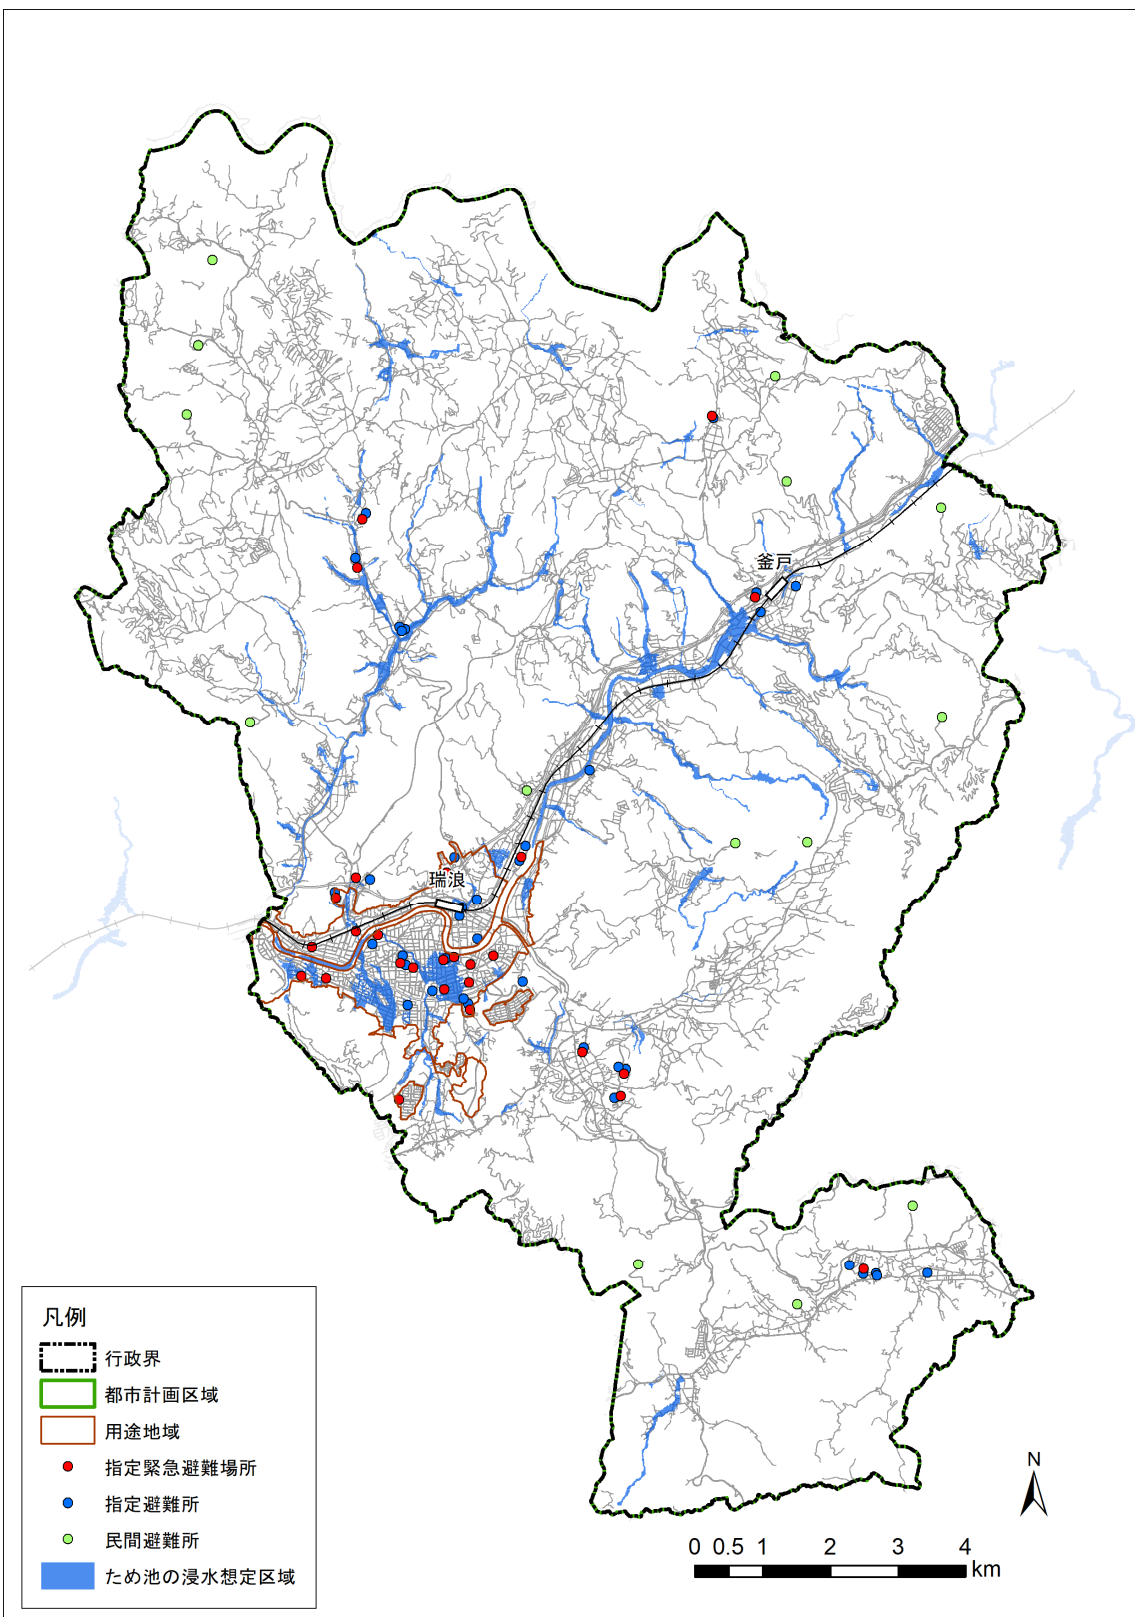 釜戸
瑞浪
凡例
行政界
都市計画区域
用途地域
指定緊急避難場所
指定避難所
民間避難所
ため池の浸水想定区域
N
0 0.5 1 2 3 4
km